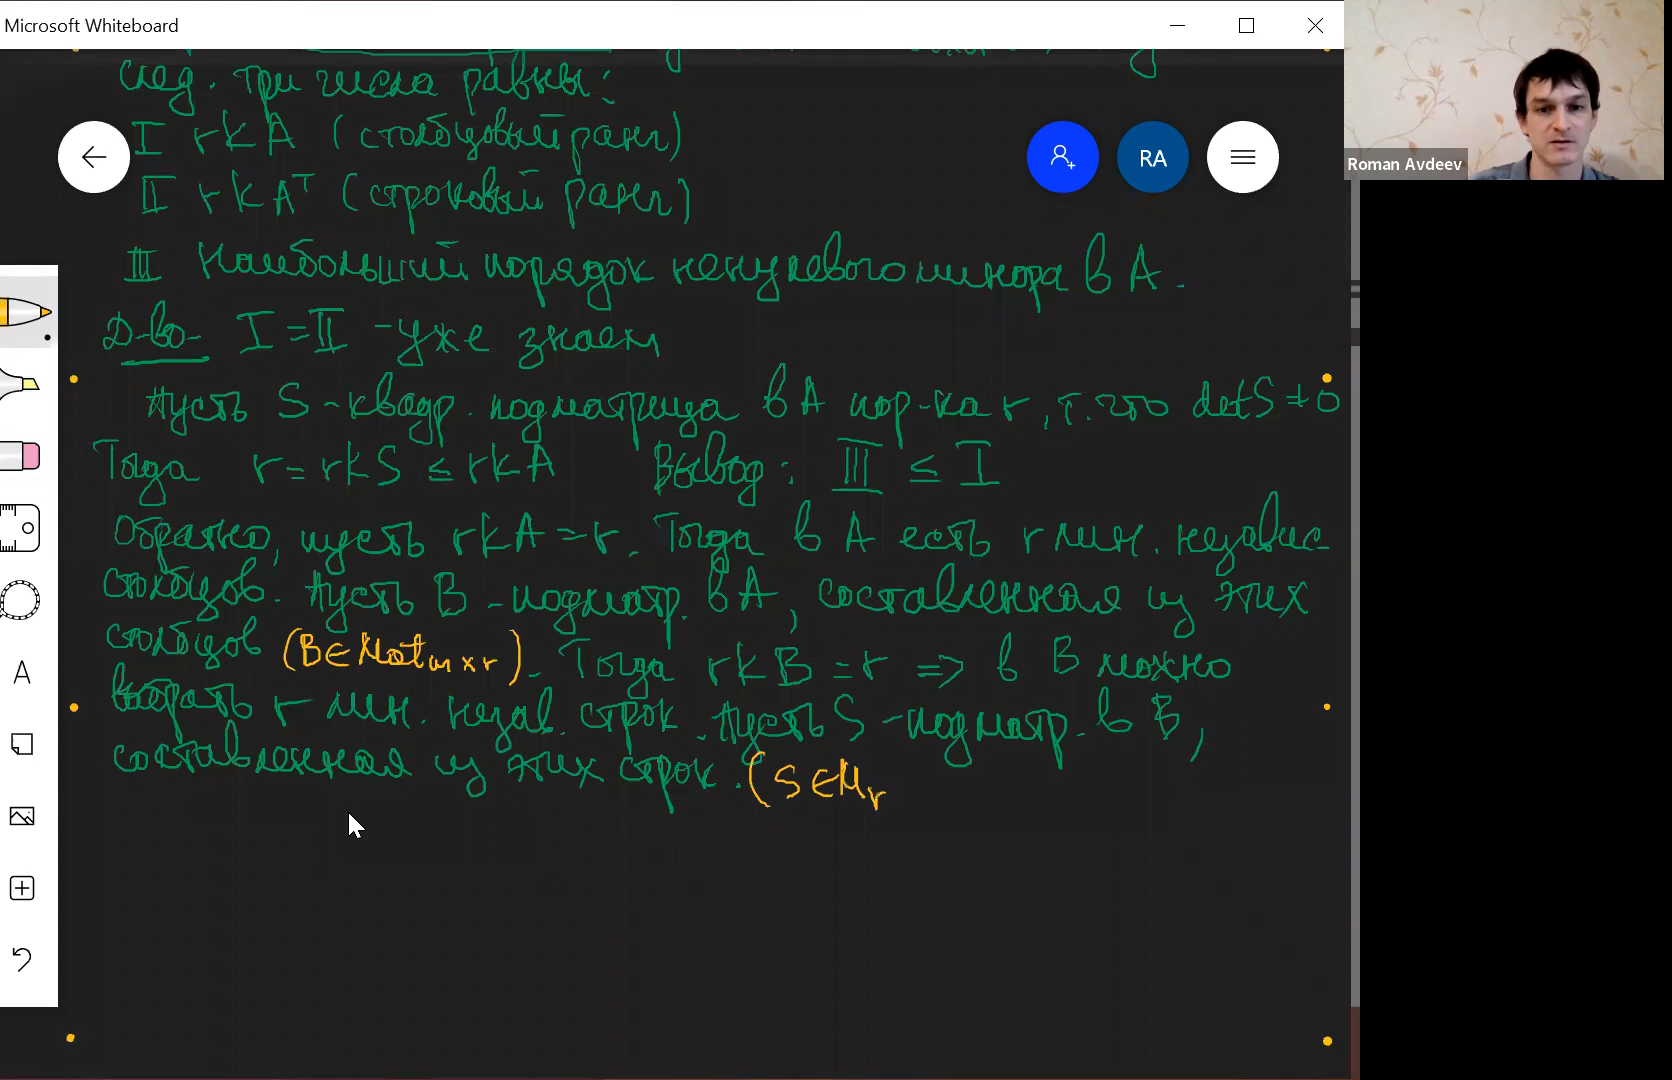 Microsoft Whiteboard
след. три числа равны:
I rk A (столбцовый ранг)
II rk Aᵀ (строковый ранг)
III Наибольший порядок ненулевого минора в A.
Д-во I = II - уже знаем
Пусть S - квадр. подматрица в A пор-ка r, т.что det S ≠ 0
Тогда r = rk S ≤ rk A Вывод: III ≤ I
Обратно, пусть rk A = r. Тогда в A есть r лин. независ.
столбцов. Пусть B - подматр. в A, составленная из этих
столбцов (B ∈ Mat m×r). Тогда rk B = r => в B можно
выбрать r лин. незав. строк. Пусть S - подматр. в B,
составленная из этих строк. (S ∈ M r
RA
Roman Avdeev
A